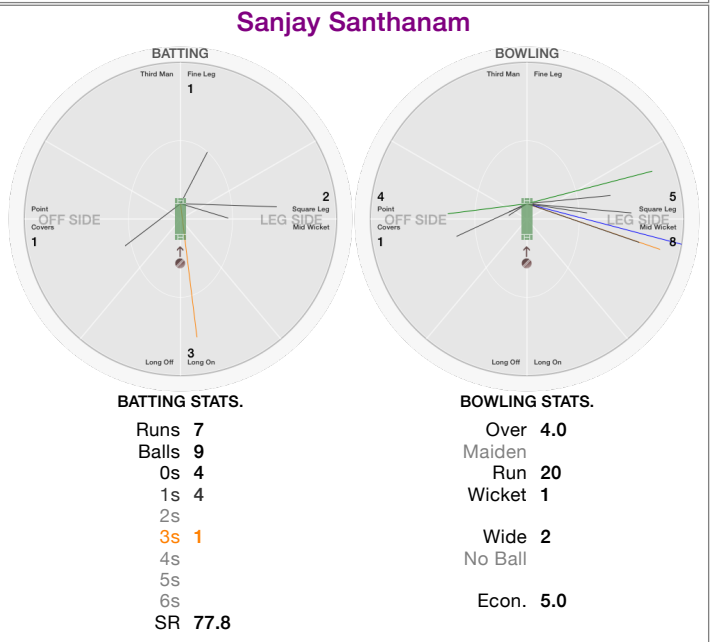 Sanjay Santhanam
BATTING
Third Man Fine Leg
1
2
Point Square Leg
OFF SIDE LEG SIDE
Covers Mid Wicket
1
3
Long Off Long On
BOWLING
Third Man Fine Leg
4 5
Point Square Leg
OFF SIDE LEG SIDE
Covers Mid Wicket
1 8
Long Off Long On
BATTING STATS.
Runs 7
Balls 9
0s 4
1s 4
2s
3s 1
4s
5s
6s
SR 77.8
BOWLING STATS.
Over 4.0
Maiden
Run 20
Wicket 1
Wide 2
No Ball
Econ. 5.0